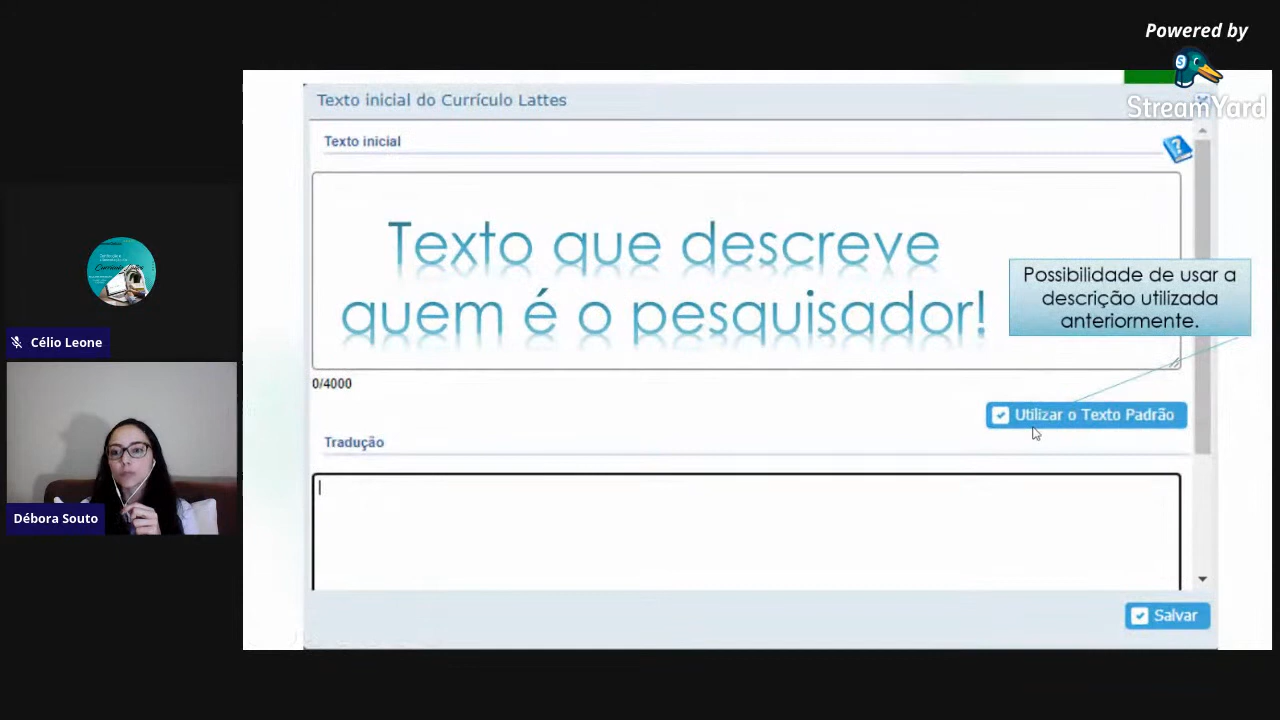 Powered by
StreamYard
Texto inicial do Currículo Lattes
Texto inicial
Texto que descreve
quem é o pesquisador!
Possibilidade de usar a
descrição utilizada
anteriormente.
0/4000
Utilizar o Texto Padrão
Tradução
Salvar
Célio Leone
Débora Souto